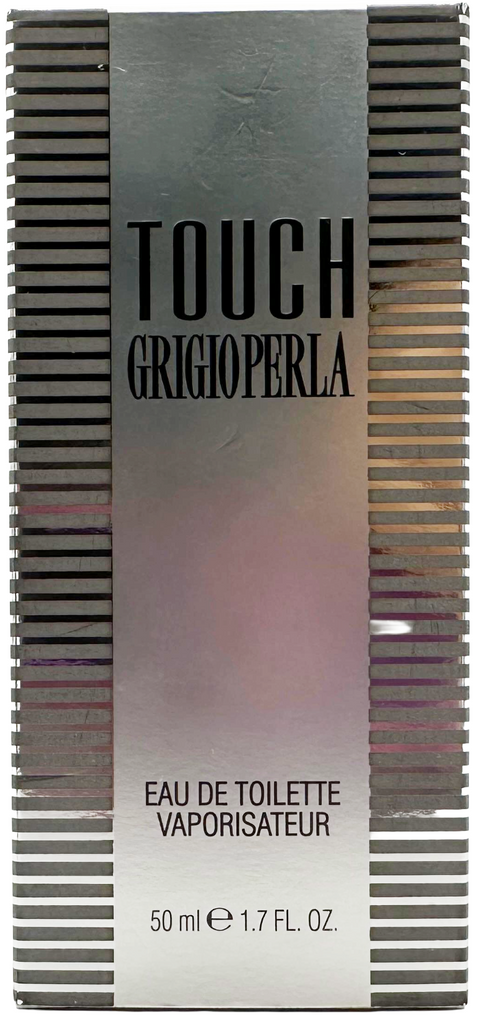 TOUCH
GRIGIOPERLA
EAU DE TOILETTE
VAPORISATEUR
50 ml ℮ 1.7 FL. OZ.